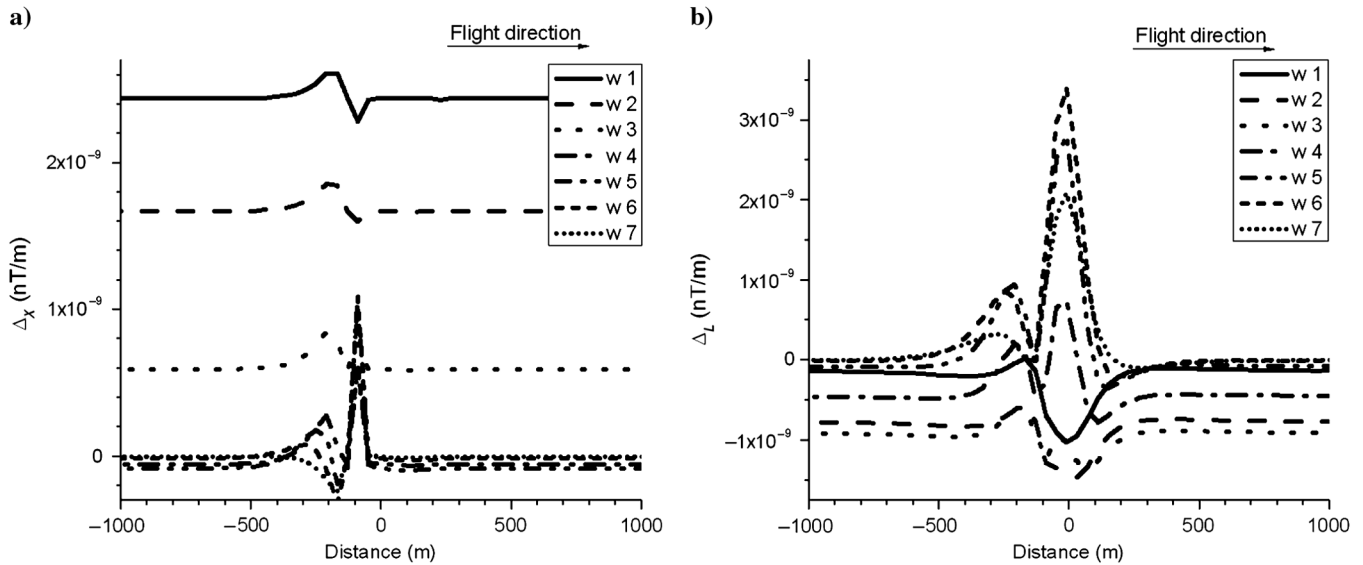 a)
Flight direction
w 1
w 2
w 3
w 4
w 5
w 6
w 7
2x10⁻⁹
1x10⁻⁹
0
Δx (nT/m)
–1000
–500
0
500
1000
Distance (m)
b)
Flight direction
w 1
w 2
w 3
w 4
w 5
w 6
w 7
3x10⁻⁹
2x10⁻⁹
1x10⁻⁹
0
–1x10⁻⁹
ΔL (nT/m)
–1000
–500
0
500
1000
Distance (m)